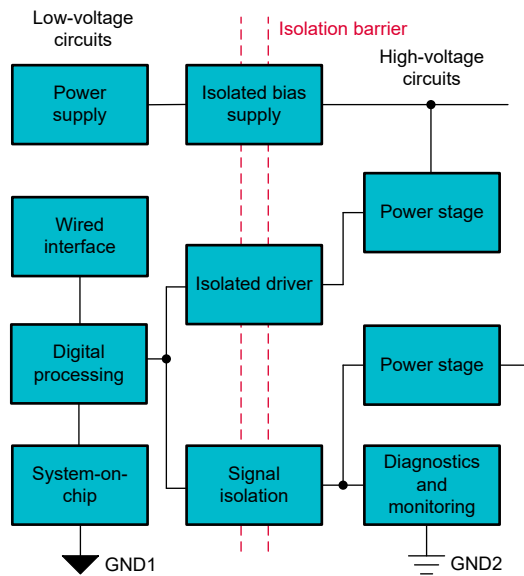 Low-voltage
circuits
Isolation barrier
High-voltage
circuits
Power
supply
Isolated bias
supply
Power stage
Wired
interface
Isolated driver
Digital
processing
Power stage
System-on-
chip
Signal
isolation
Diagnostics
and
monitoring
GND1
GND2